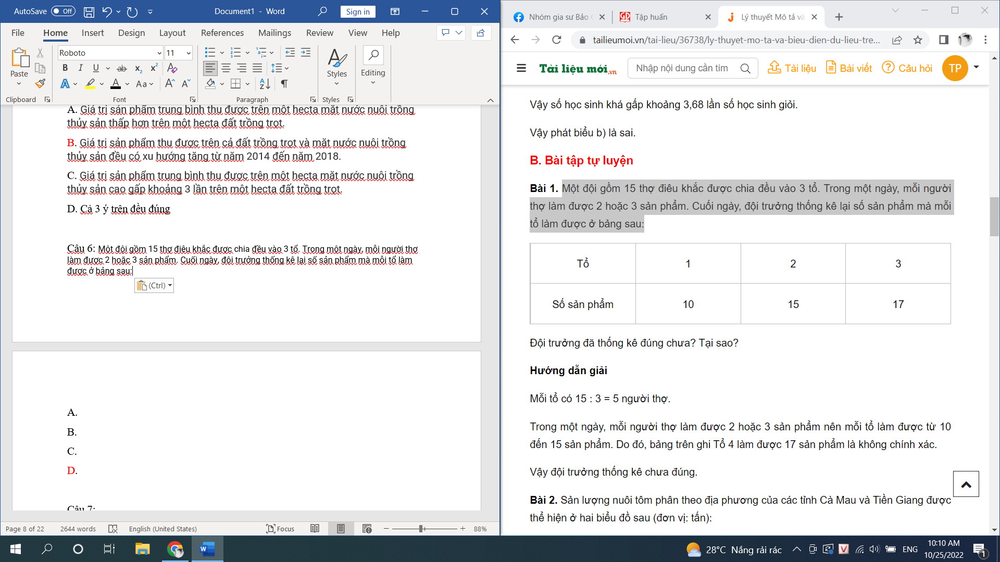 AutoSave Off Document1 - Word Sign in
File Home Insert Design Layout References Mailings Review View Help
Paste
Roboto 11
B I U ab x2 x2 A
A A Aa A A
A Z
Styles
Editing
Clipboard Font Paragraph Styles
A. Giá trị sản phẩm trung bình thu được trên một hecta mặt nước nuôi trồng
thủy sản thấp hơn trên một hecta đất trồng trọt.
B. Giá trị sản phẩm thu được trên cả đất trồng trọt và mặt nước nuôi trồng
thủy sản đều có xu hướng tăng từ năm 2014 đến năm 2018.
C. Giá trị sản phẩm trung bình thu được trên một hecta mặt nước nuôi trồng
thủy sản cao gấp khoảng 3 lần trên một hecta đất trồng trọt.
D. Cả 3 ý trên đều đúng
Câu 6: Một đội gồm 15 thợ điêu khắc được chia đều vào 3 tổ. Trong một ngày, mỗi người thợ
làm được 2 hoặc 3 sản phẩm. Cuối ngày, đội trưởng thống kê lại số sản phẩm mà mỗi tổ làm
được ở bảng sau:
(Ctrl)
A.
B.
C.
D.
Câu 7:
Page 8 of 22 2644 words English (United States) Focus 88%
Nhóm gia sư Bảo Tập huấn Lý thuyết Mô tả và
tailieumoi.vn/tai-lieu/36738/ly-thuyet-mo-ta-va-bieu-dien-du-lieu-tre...
Tài liệu mới.vn Nhập nội dung cần tìm Tài liệu Bài viết Câu hỏi TP
Vậy số học sinh khá gấp khoảng 3,68 lần số học sinh giỏi.
Vậy phát biểu b) là sai.
B. Bài tập tự luyện
Bài 1. Một đội gồm 15 thợ điêu khắc được chia đều vào 3 tổ. Trong một ngày, mỗi người
thợ làm được 2 hoặc 3 sản phẩm. Cuối ngày, đội trưởng thống kê lại số sản phẩm mà mỗi
tổ làm được ở bảng sau:
Tổ 1 2 3
Số sản phẩm 10 15 17
Đội trưởng đã thống kê đúng chưa? Tại sao?
Hướng dẫn giải
Mỗi tổ có 15 : 3 = 5 người thợ.
Trong một ngày, mỗi người thợ làm được 2 hoặc 3 sản phẩm nên mỗi tổ làm được từ 10
đến 15 sản phẩm. Do đó, bảng trên ghi Tổ 4 làm được 17 sản phẩm là không chính xác.
Vậy đội trưởng thống kê chưa đúng.
Bài 2. Sản lượng nuôi tôm phân theo địa phương của các tỉnh Cà Mau và Tiền Giang được
thể hiện ở hai biểu đồ sau (đơn vị: tấn):
W 28°C Nắng rải rác V ENG 10:10 AM
10/25/2022 1